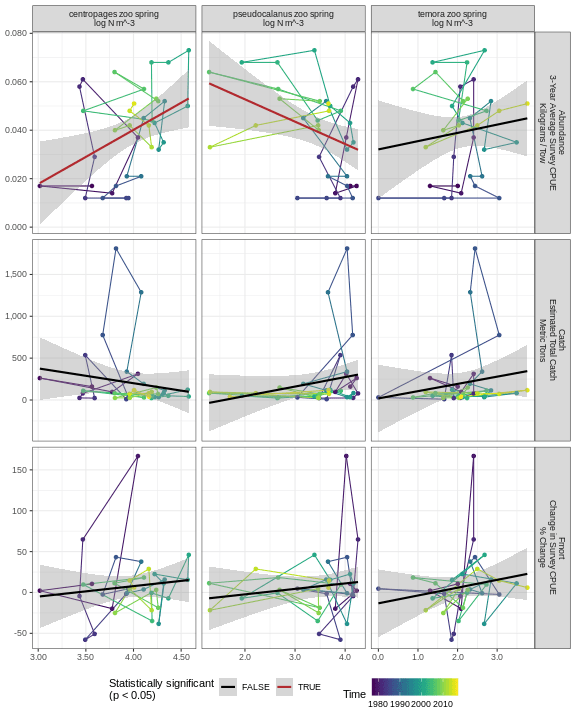 centropages zoo spring
log N m^-3
pseudocalanus zoo spring
log N m^-3
temora zoo spring
log N m^-3
0.080
0.060
0.040
0.020
0.000
Abundance
3-Year Average Survey CPUE
Kilograms / Tow
1,500
1,000
500
0
Catch
Estimated Total Catch
Metric Tons
150
100
50
0
-50
Fmort
Change in Survey CPUE
% Change
3.00 3.50 4.00 4.50
2.0 3.0 4.0
0.0 1.0 2.0 3.0
Statistically significant
(p < 0.05)
FALSE
TRUE
Time
1980 1990 2000 2010